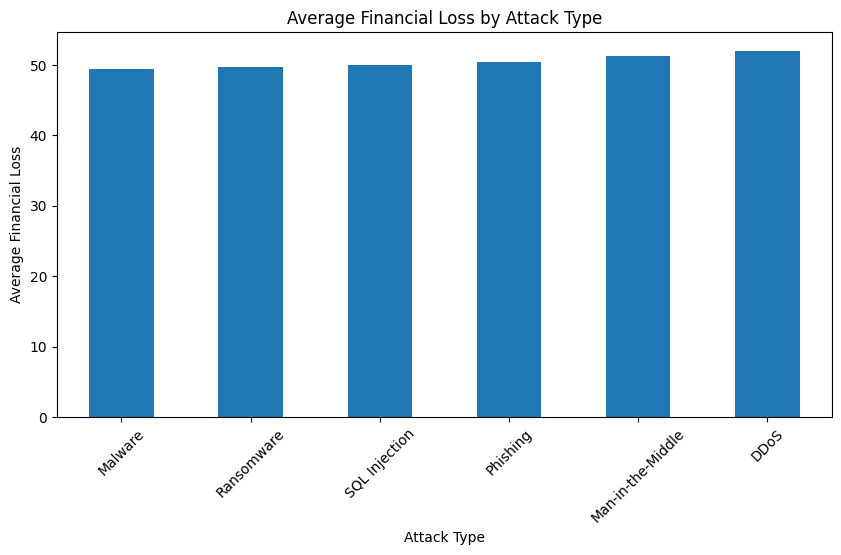 Average Financial Loss by Attack Type
Average Financial Loss
50
40
30
20
10
0
Malware
Ransomware
SQL Injection
Phishing
Man-in-the-Middle
DDoS
Attack Type